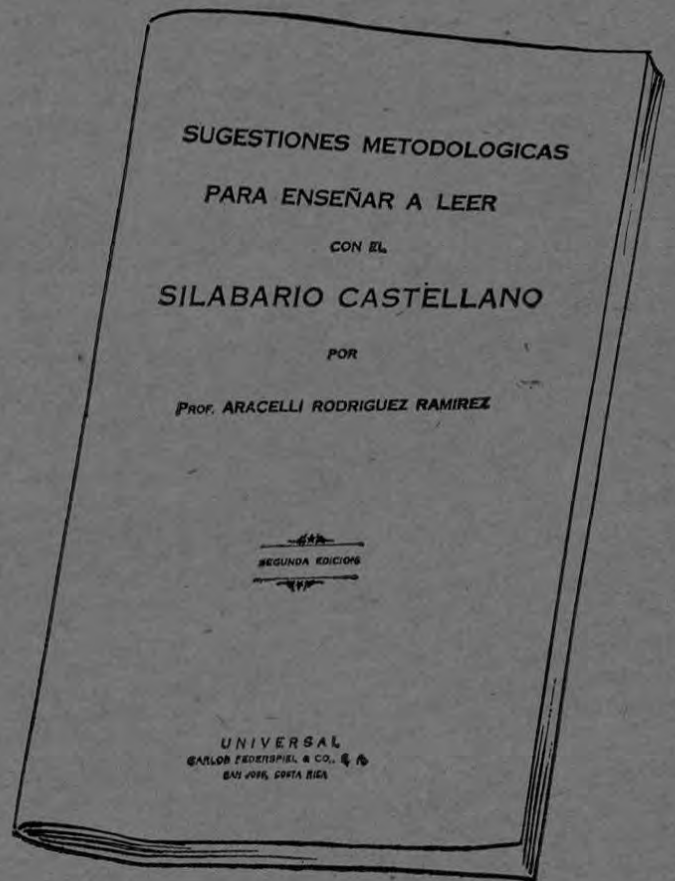 SUGESTIONES METODOLOGICAS
PARA ENSEÑAR A LEER
CON EL
SILABARIO CASTELLANO
POR
PROF. ARACELLI RODRIGUEZ RAMIREZ
SEGUNDA EDICION
UNIVERSAL
CARLOS FEDERSPIEL & CO.,
SAN JOSE, COSTA RICA